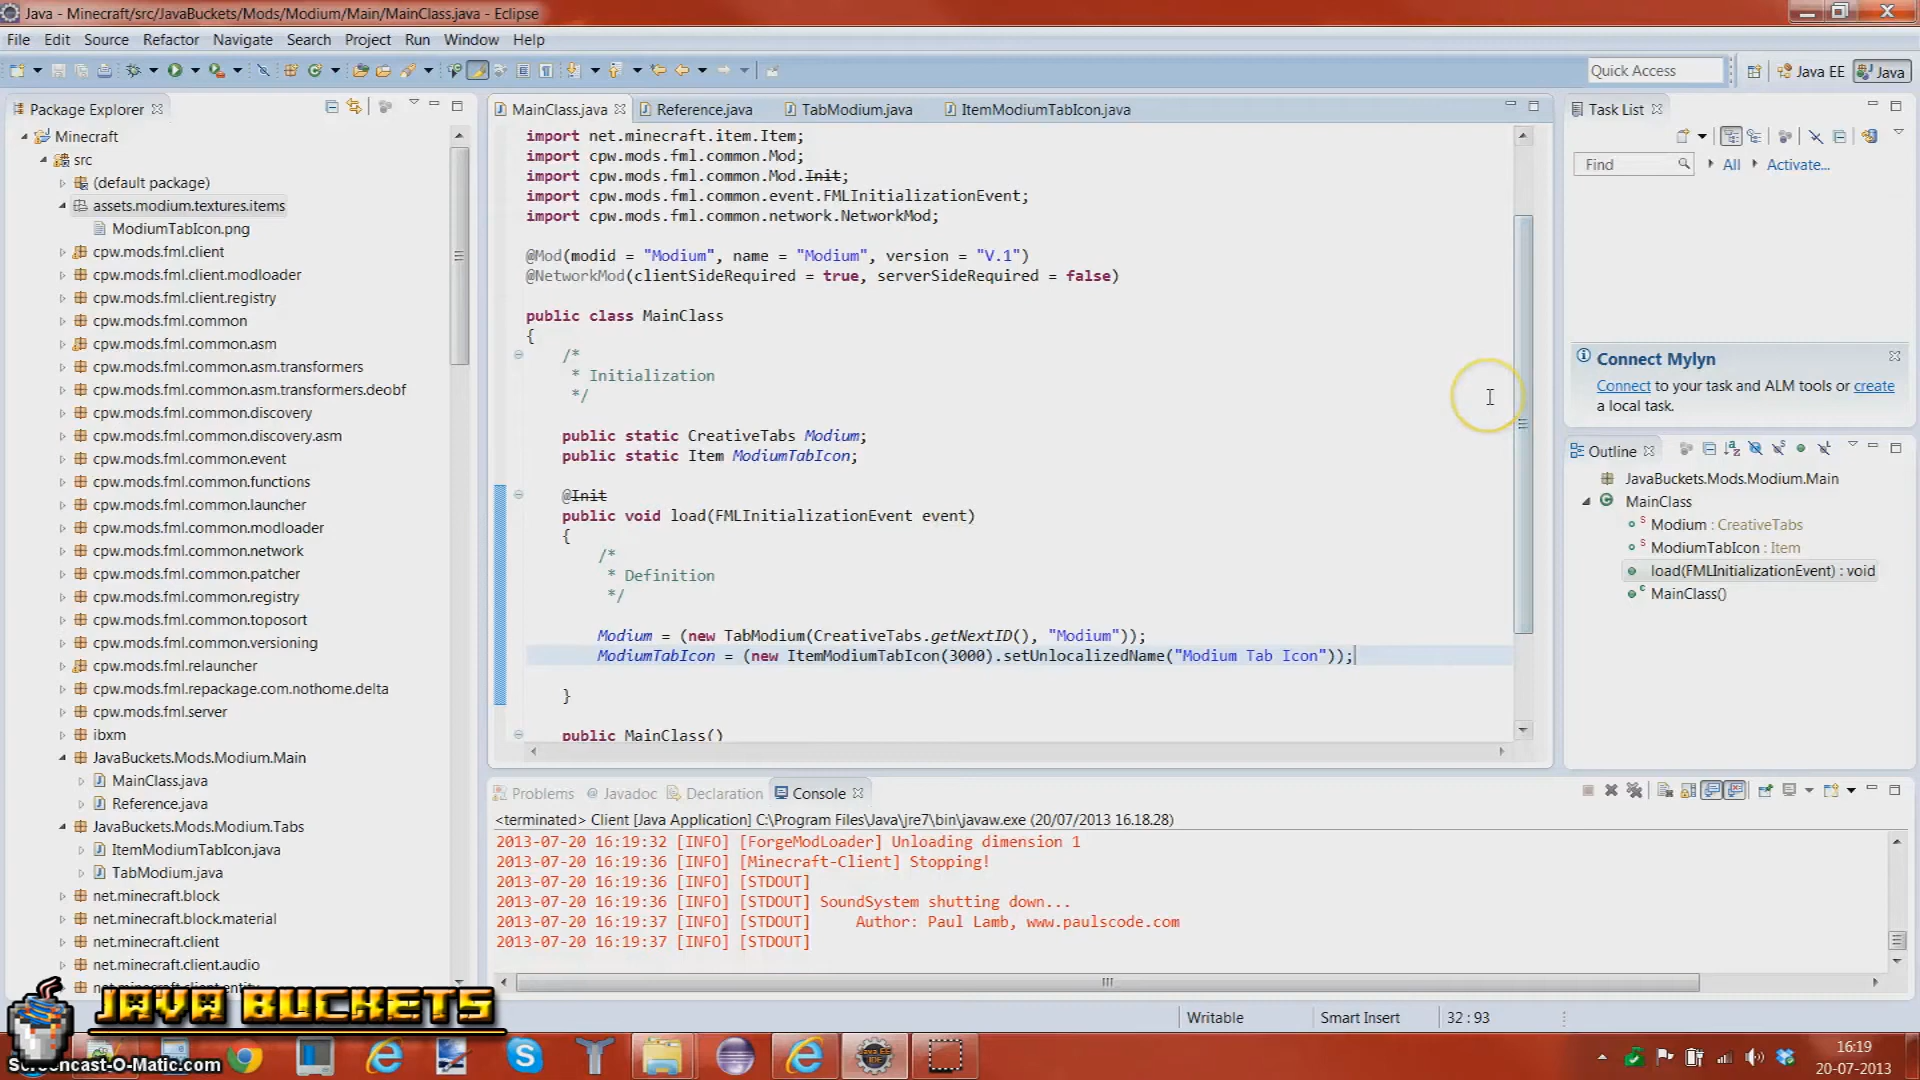 Java - Minecraft/src/JavaBuckets/Mods/Modium/Main/MainClass.java - Eclipse
File Edit Source Refactor Navigate Search Project Run Window Help
Quick Access
Java EE
Java
Package Explorer
Minecraft
src
(default package)
assets.modium.textures.items
ModiumTabIcon.png
cpw.mods.fml.client
cpw.mods.fml.client.modloader
cpw.mods.fml.client.registry
cpw.mods.fml.common
cpw.mods.fml.common.asm
cpw.mods.fml.common.asm.transformers
cpw.mods.fml.common.asm.transformers.deobf
cpw.mods.fml.common.discovery
cpw.mods.fml.common.discovery.asm
cpw.mods.fml.common.event
cpw.mods.fml.common.functions
cpw.mods.fml.common.launcher
cpw.mods.fml.common.modloader
cpw.mods.fml.common.network
cpw.mods.fml.common.patcher
cpw.mods.fml.common.registry
cpw.mods.fml.common.toposort
cpw.mods.fml.common.versioning
cpw.mods.fml.relauncher
cpw.mods.fml.repackage.com.nothome.delta
cpw.mods.fml.server
ibxm
JavaBuckets.Mods.Modium.Main
MainClass.java
Reference.java
JavaBuckets.Mods.Modium.Tabs
ItemModiumTabIcon.java
TabModium.java
net.minecraft.block
net.minecraft.block.material
net.minecraft.client
net.minecraft.client.audio
net.minecraft.client.entity
MainClass.java Reference.java TabModium.java ItemModiumTabIcon.java
import net.minecraft.item.Item;
import cpw.mods.fml.common.Mod;
import cpw.mods.fml.common.Mod.Init;
import cpw.mods.fml.common.event.FMLInitializationEvent;
import cpw.mods.fml.common.network.NetworkMod;
@Mod(modid = "Modium", name = "Modium", version = "V.1")
@NetworkMod(clientSideRequired = true, serverSideRequired = false)
public class MainClass
{
/*
* Initialization
*/
public static CreativeTabs Modium;
public static Item ModiumTabIcon;
@Init
public void load(FMLInitializationEvent event)
{
/*
* Definition
*/
Modium = (new TabModium(CreativeTabs.getNextID(), "Modium"));
ModiumTabIcon = (new ItemModiumTabIcon(3000).setUnlocalizedName("Modium Tab Icon"));
}
public MainClass()
Problems @ Javadoc Declaration Console
<terminated> Client [Java Application] C:\Program Files\Java\jre7\bin\javaw.exe (20/07/2013 16.18.28)
2013-07-20 16:19:32 [INFO] [ForgeModLoader] Unloading dimension 1
2013-07-20 16:19:36 [INFO] [Minecraft-Client] Stopping!
2013-07-20 16:19:36 [INFO] [STDOUT]
2013-07-20 16:19:36 [INFO] [STDOUT] SoundSystem shutting down...
2013-07-20 16:19:37 [INFO] [STDOUT] Author: Paul Lamb, www.paulscode.com
2013-07-20 16:19:37 [INFO] [STDOUT]
Task List
Find All Activate...
Connect Mylyn
Connect to your task and ALM tools or create
a local task.
Outline
JavaBuckets.Mods.Modium.Main
MainClass
Modium : CreativeTabs
ModiumTabIcon : Item
load(FMLInitializationEvent) : void
MainClass()
Writable Smart Insert 32 : 93
JAVA BUCKETS
Screencast-O-Matic.com
Java EE
IDE
16:19
20-07-2013